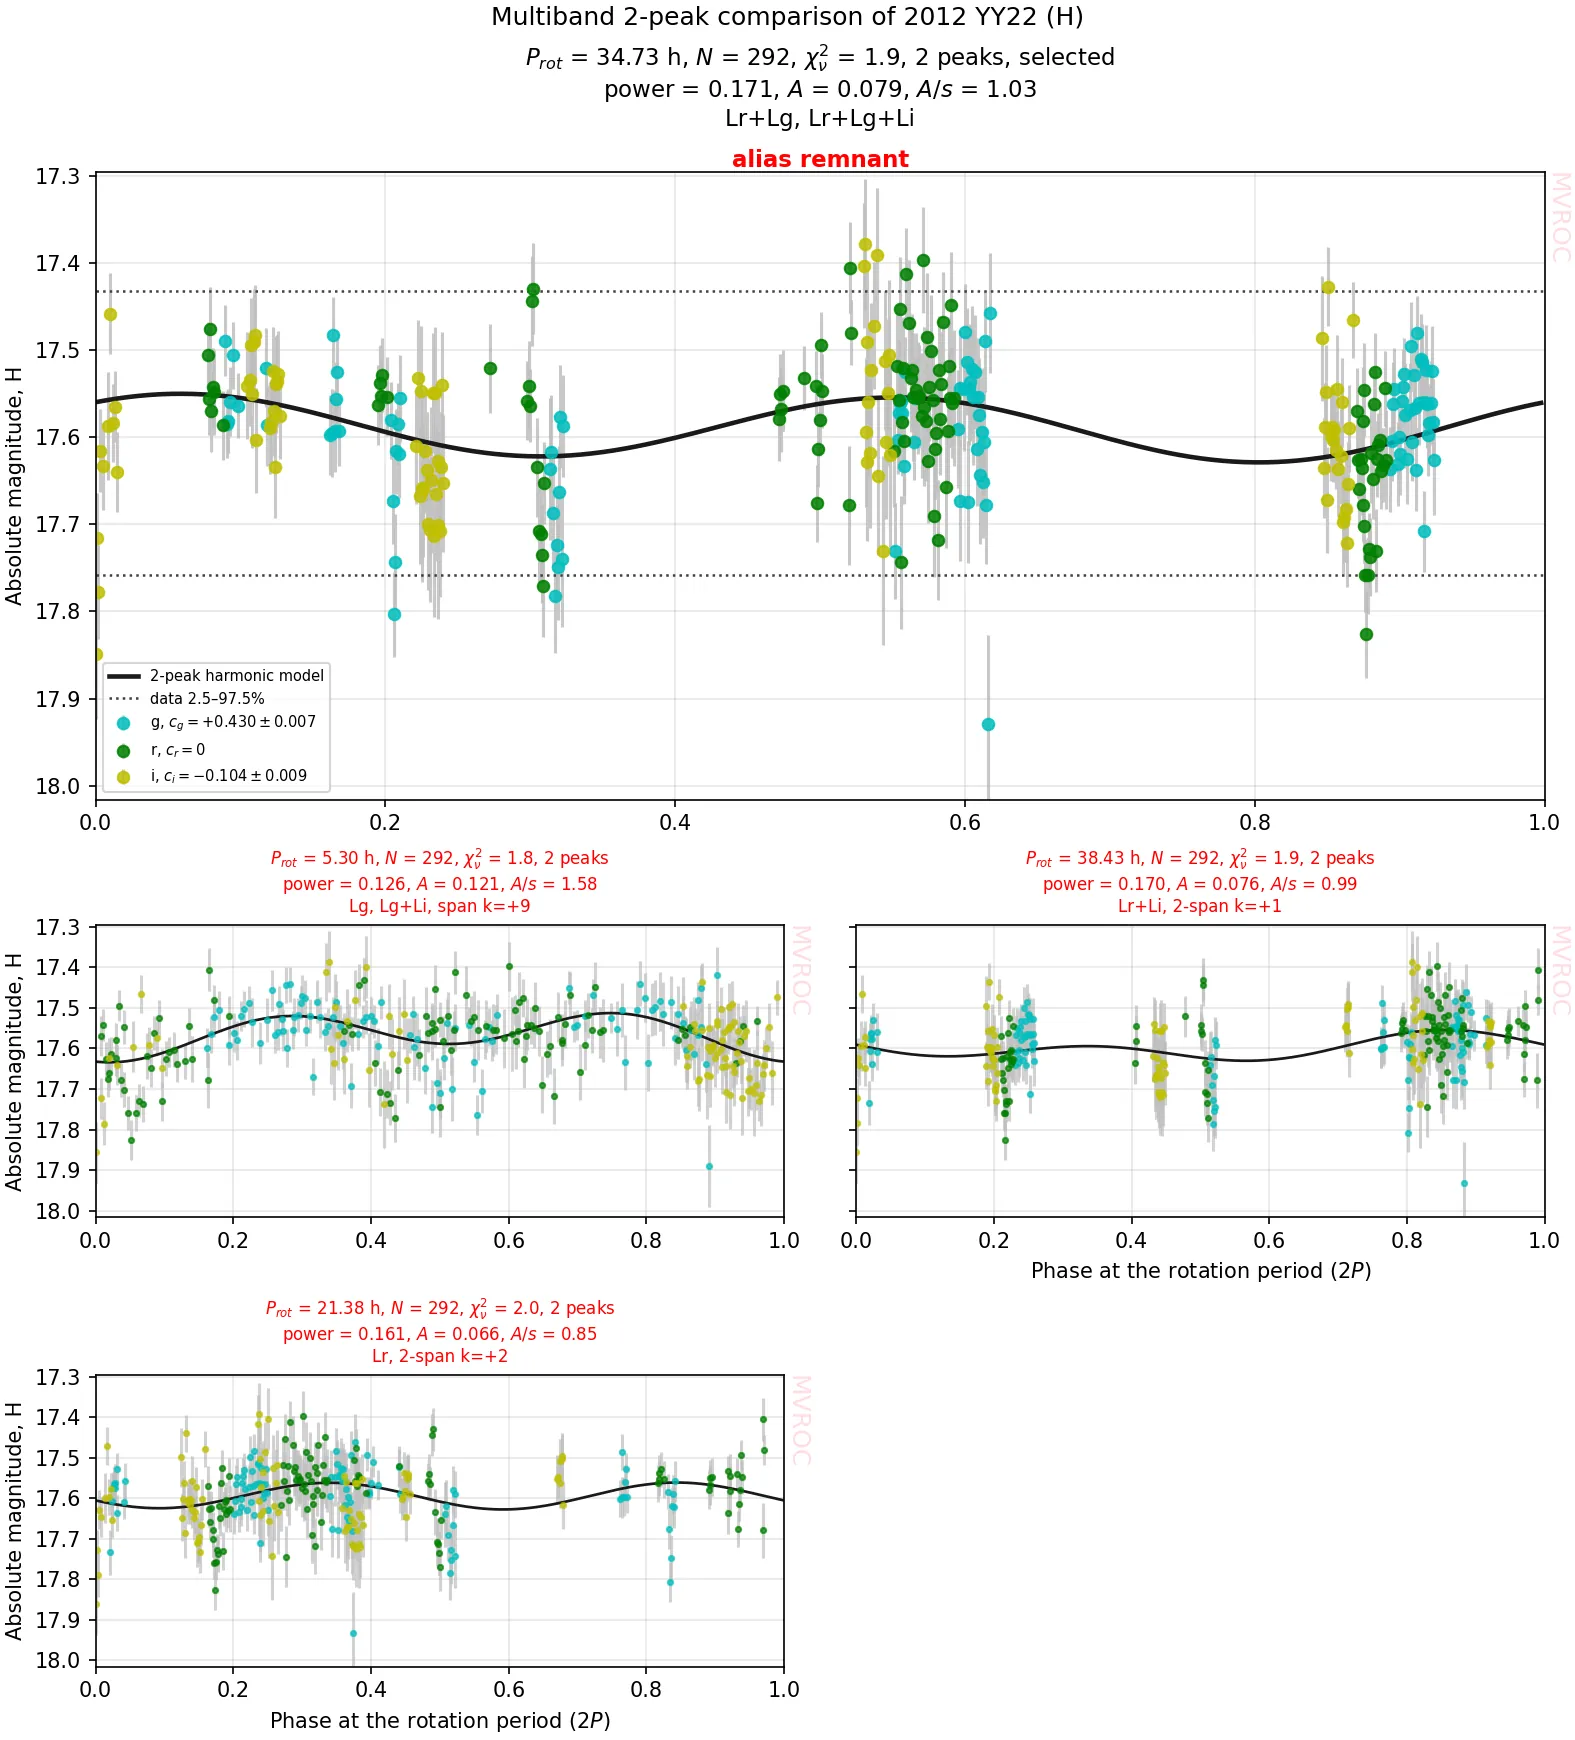 Multiband 2-peak comparison of 2012 YY22 (H)
P_rot = 34.73 h, N = 292, χ²_ν = 1.9, 2 peaks, selected
power = 0.171, A = 0.079, A/s = 1.03
Lr+Lg, Lr+Lg+Li
alias remnant
Absolute magnitude, H
17.3
17.4
17.5
17.6
17.7
17.8
17.9
18.0
2-peak harmonic model
data 2.5–97.5%
g, c_g = +0.430 ± 0.007
r, c_r = 0
i, c_i = −0.104 ± 0.009
0.0 0.2 0.4 0.6 0.8 1.0
MVROC
P_rot = 5.30 h, N = 292, χ²_ν = 1.8, 2 peaks
power = 0.126, A = 0.121, A/s = 1.58
Lg, Lg+Li, span k=+9
Absolute magnitude, H
17.3
17.4
17.5
17.6
17.7
17.8
17.9
18.0
0.0 0.2 0.4 0.6 0.8 1.0
MVROC
P_rot = 38.43 h, N = 292, χ²_ν = 1.9, 2 peaks
power = 0.170, A = 0.076, A/s = 0.99
Lr+Li, 2-span k=+1
0.0 0.2 0.4 0.6 0.8 1.0
Phase at the rotation period (2P)
MVROC
P_rot = 21.38 h, N = 292, χ²_ν = 2.0, 2 peaks
power = 0.161, A = 0.066, A/s = 0.85
Lr, 2-span k=+2
Absolute magnitude, H
17.3
17.4
17.5
17.6
17.7
17.8
17.9
18.0
0.0 0.2 0.4 0.6 0.8 1.0
Phase at the rotation period (2P)
MVROC